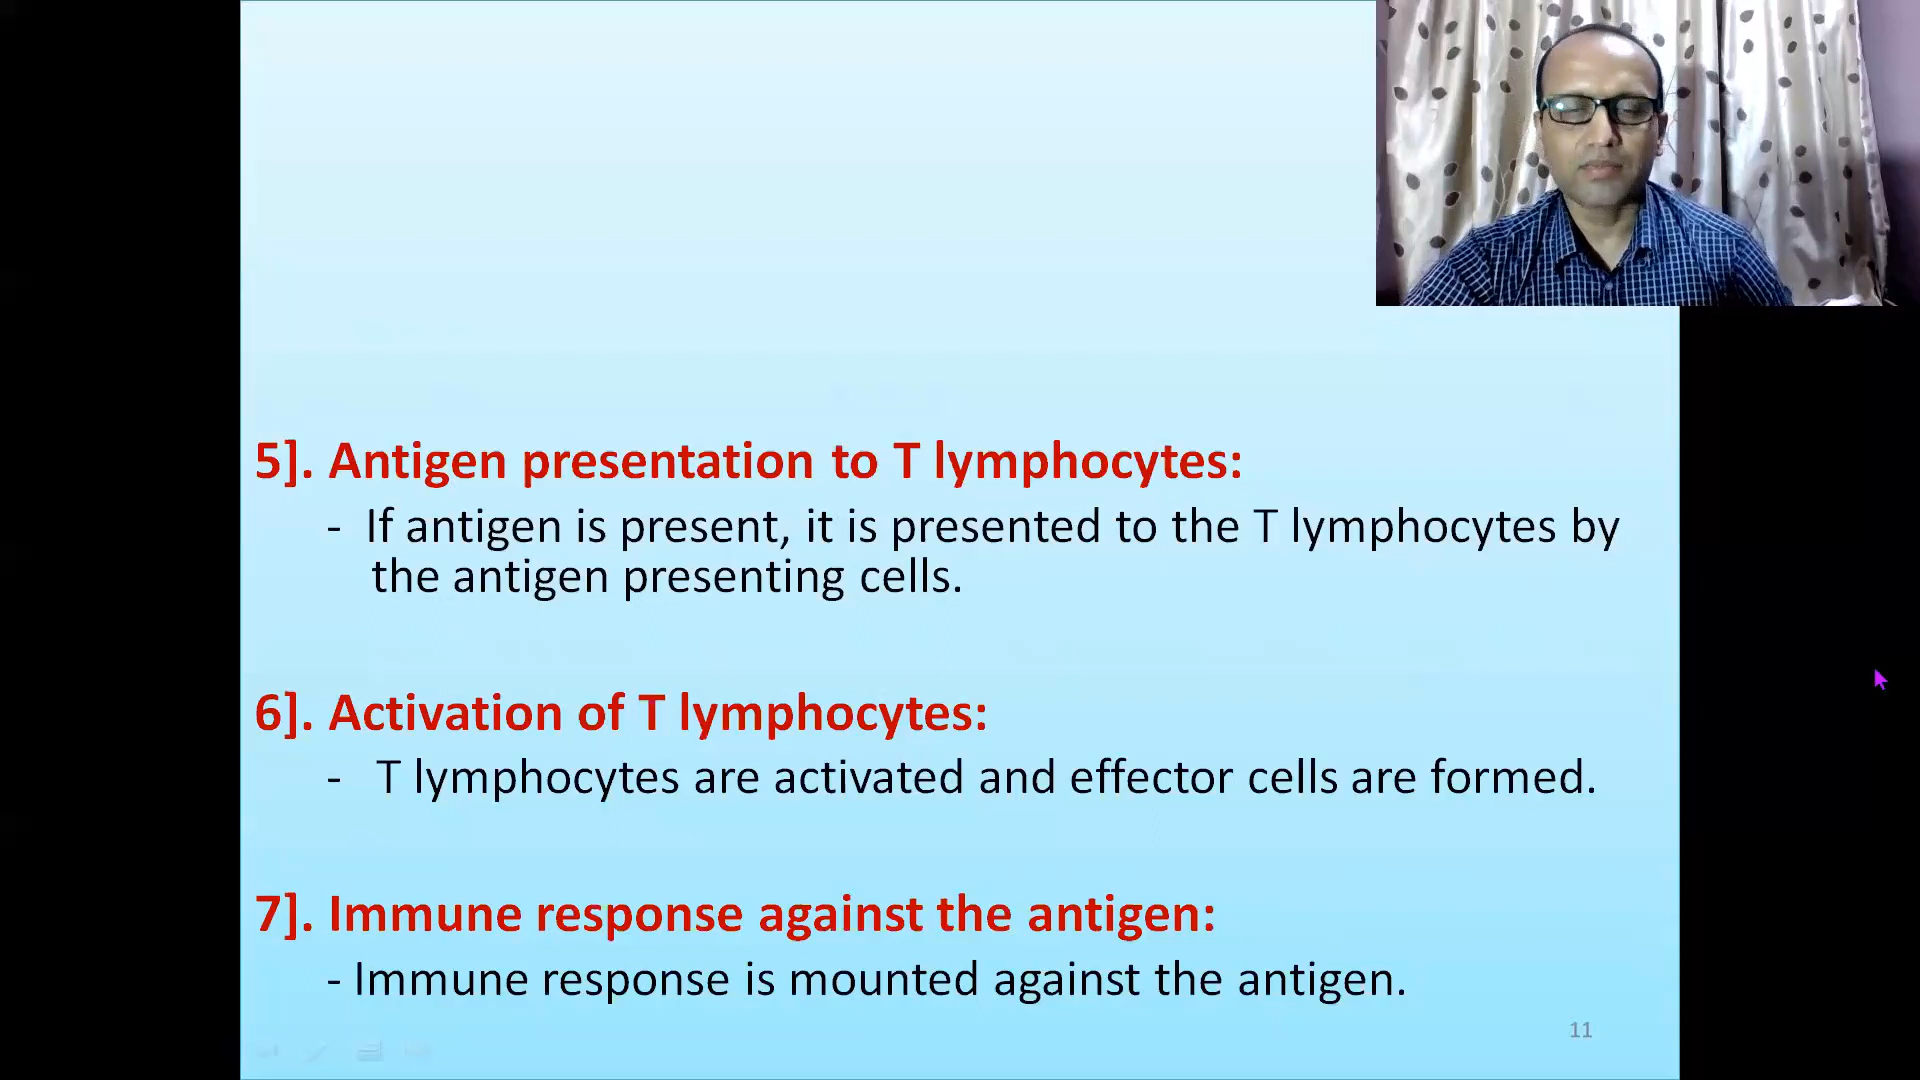 5]. Antigen presentation to T lymphocytes:
- If antigen is present, it is presented to the T lymphocytes by
the antigen presenting cells.
6]. Activation of T lymphocytes:
- T lymphocytes are activated and effector cells are formed.
7]. Immune response against the antigen:
- Immune response is mounted against the antigen.
11